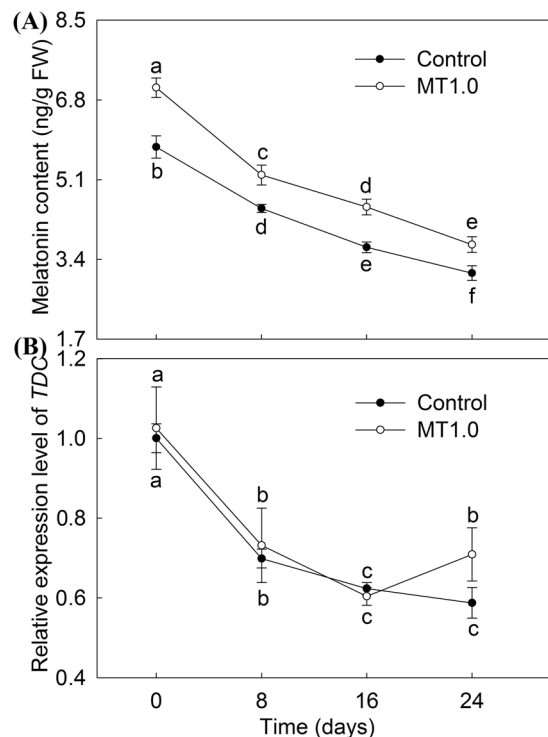 (A)
8.5
6.8
5.1
3.4
1.7
Melatonin content (ng/g FW)
Control
MT1.0
a
b
c
d
d
e
e
f
(B)
1.2
1.0
0.8
0.6
0.4
Relative expression level of TDC
Control
MT1.0
a
a
b
b
c
c
b
c
0 8 16 24
Time (days)